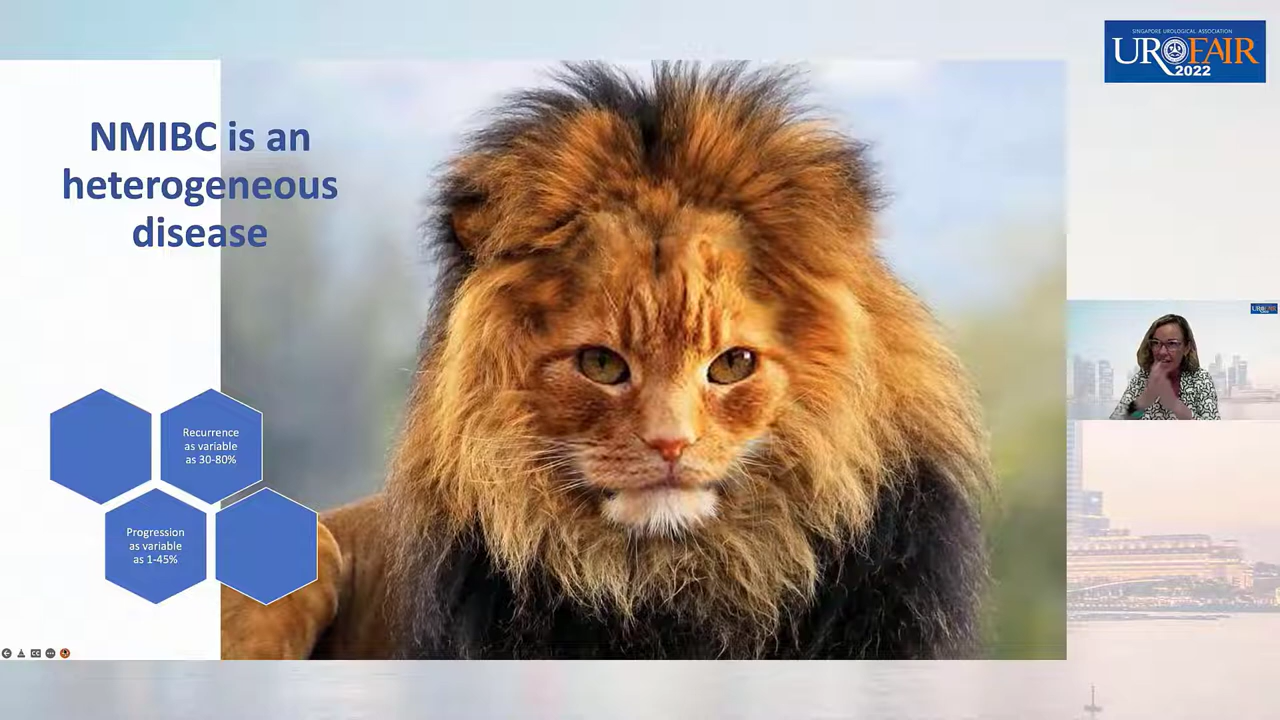 SINGAPORE UROLOGICAL ASSOCIATION
UROFAIR
2022
NMIBC is an
heterogeneous
disease
Recurrence
as variable
as 30-80%
Progression
as variable
as 1-45%